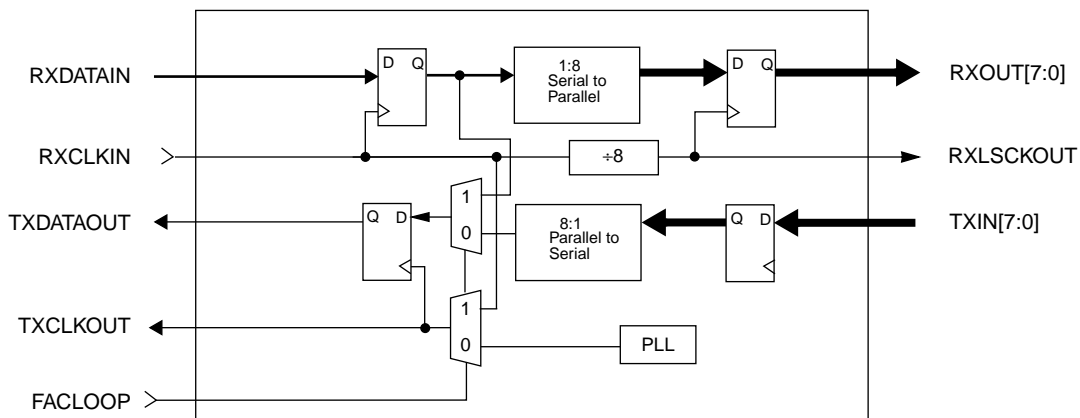 RXDATAIN
D Q
1:8
Serial to
Parallel
D Q
RXOUT[7:0]
RXCLKIN
÷8
RXLSCKOUT
TXDATAOUT
Q D
1
0
8:1
Parallel to
Serial
Q D
TXIN[7:0]
TXCLKOUT
1
0
PLL
FACLOOP